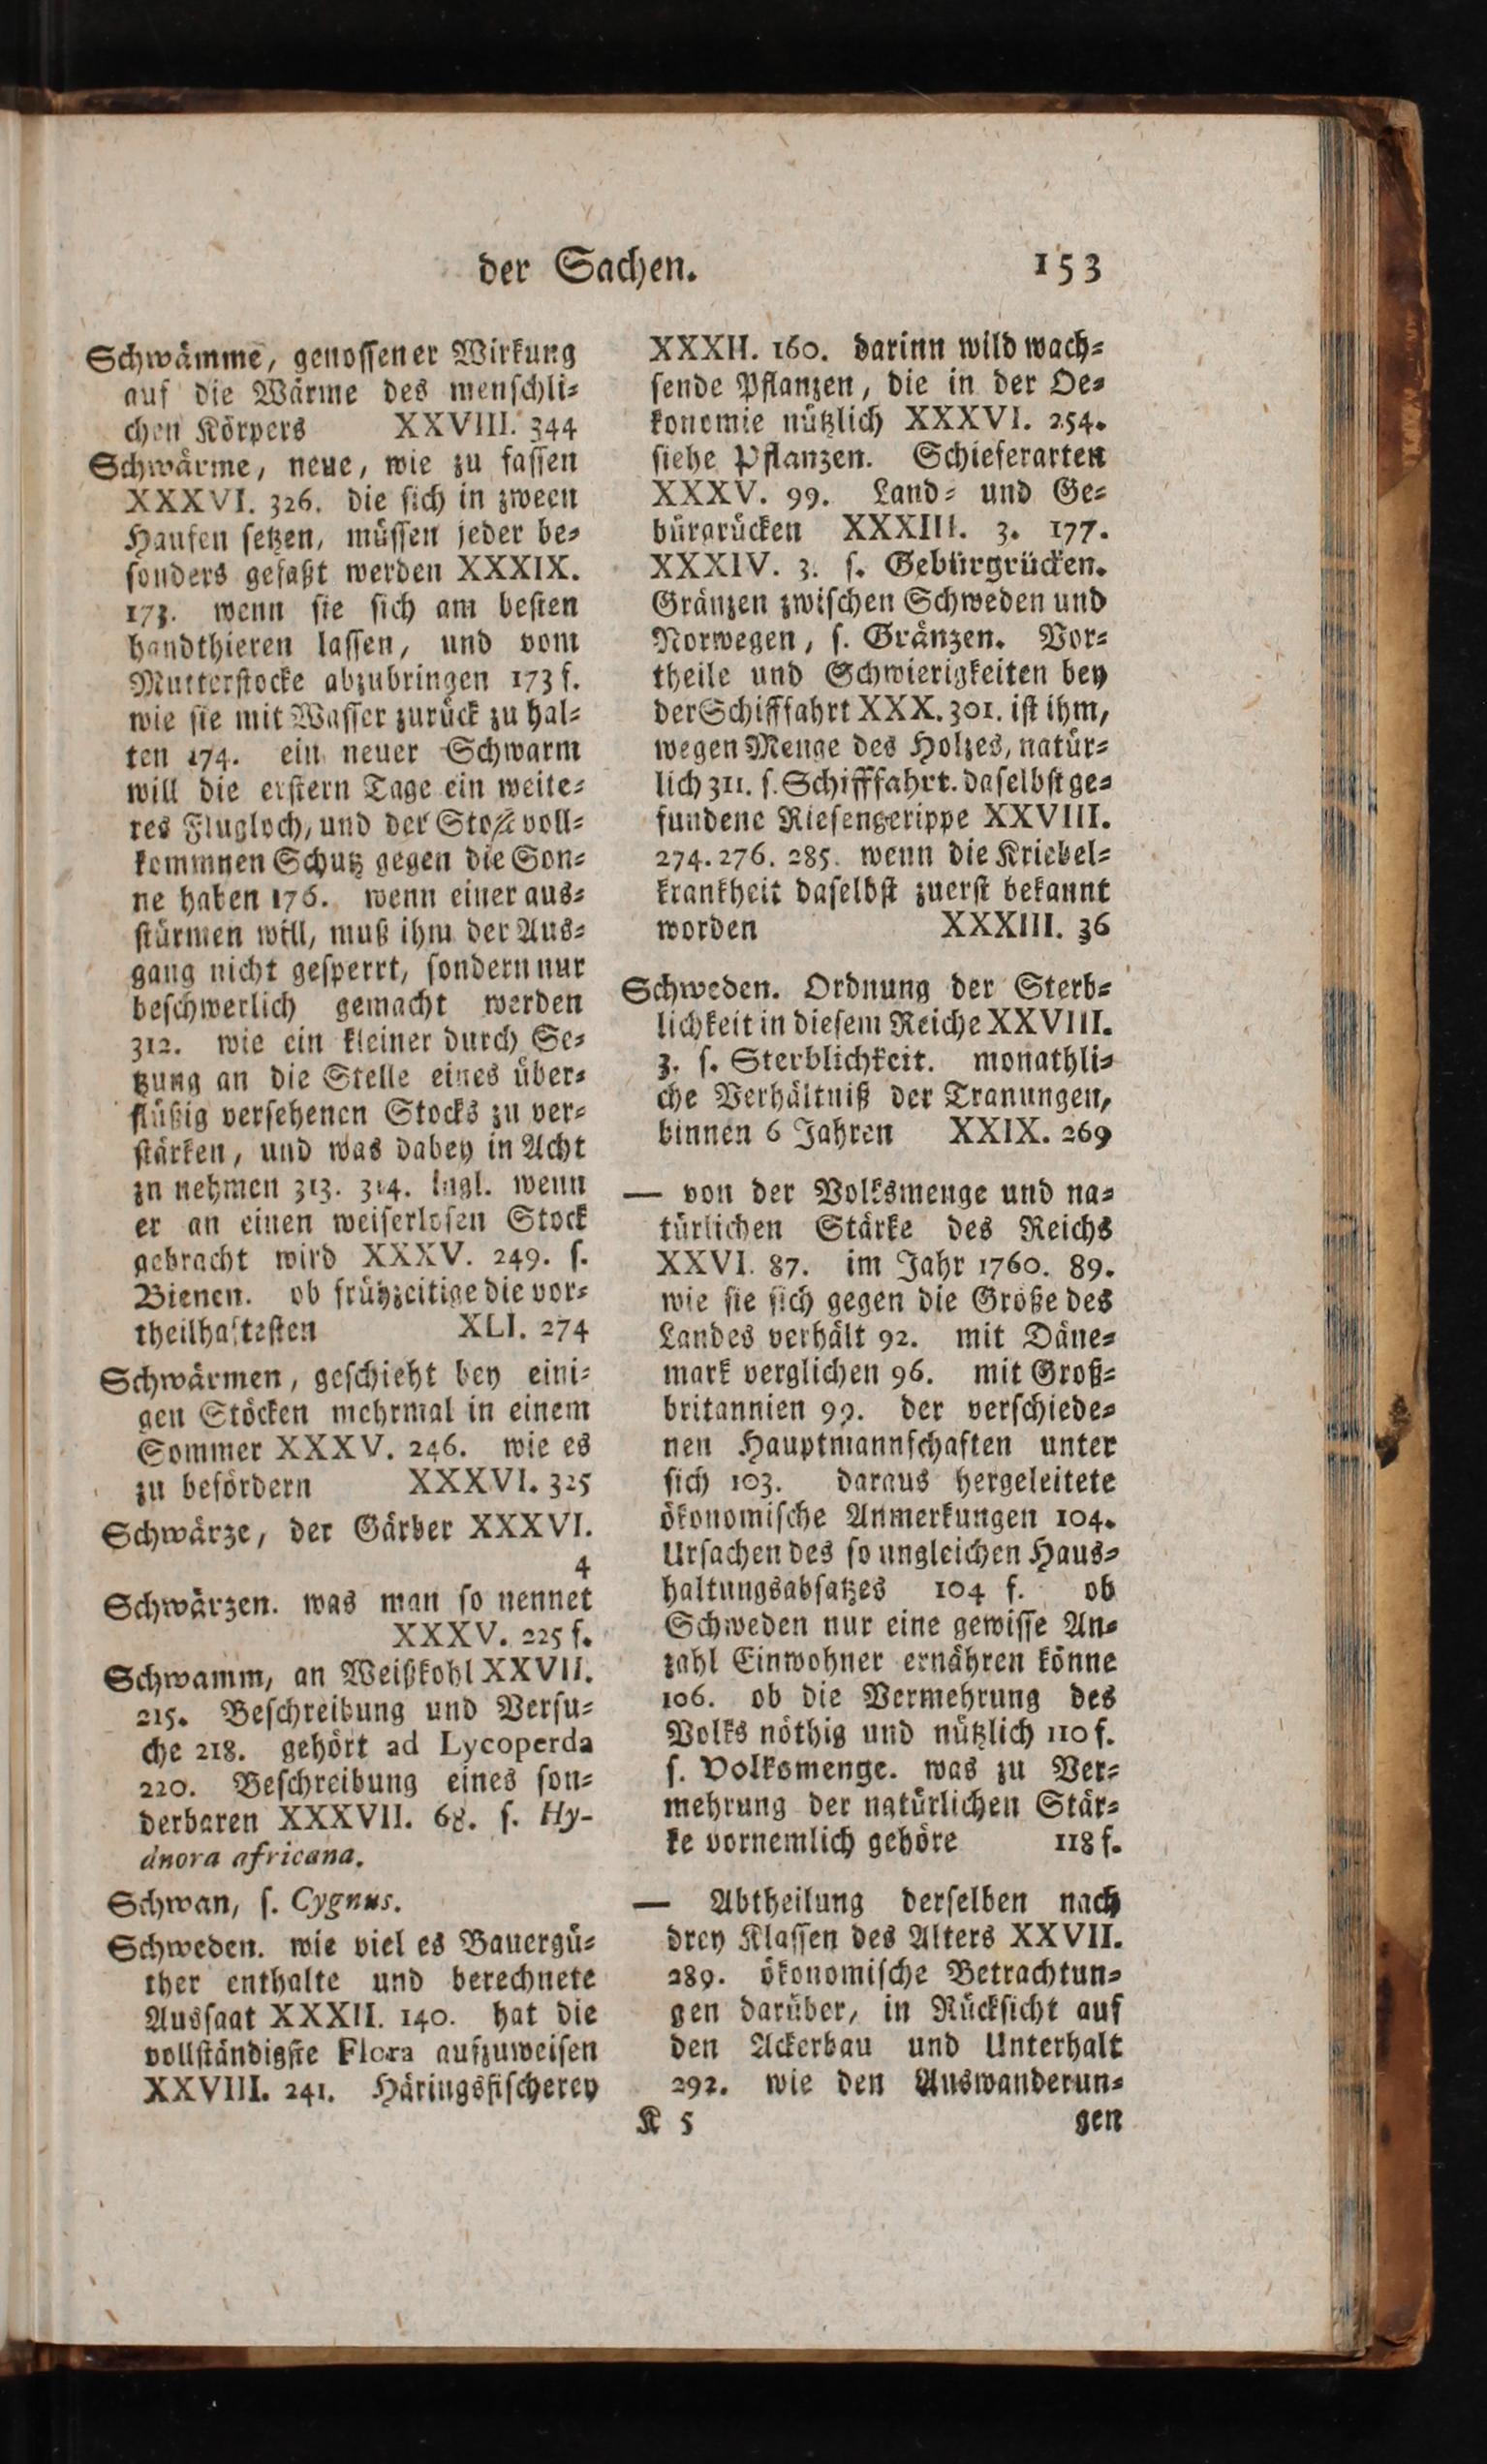 der Sachen. 153
Schwämme, genossener Wirkung
auf die Wärme des menschli-
chen Körpers XXVIII. 344
Schwärme, neue, wie zu fassen
XXXVI. 326. die sich in zween
Haufen setzen, müssen jeder be-
sonders gefaßt werden XXXIX.
173. wenn sie sich am besten
handthieren lassen, und vom
Mutterstocke abzubringen 173 f.
wie sie mit Wasser zurück zu hal-
ten 174. ein neuer Schwarm
will die erstern Tage ein weite-
res Flugloch, und der Stock voll-
kommnen Schutz gegen die Son-
ne haben 176. wenn einer aus-
stürmen will, muß ihm der Aus-
gang nicht gesperrt, sondern nur
beschwerlich gemacht werden
312. wie ein kleiner durch Se-
tzung an die Stelle eines über-
flüßig versehenen Stocks zu ver-
stärken, und was dabey in Acht
zn nehmen 313. 314. Ingl. wenn
er an einen weiserlosen Stock
gebracht wird XXXV. 249. s.
Bienen. ob frühzeitige die vor-
theilhaftesten XLI. 274
Schwärmen, geschieht bey eini-
gen Stöcken mehrmal in einem
Sommer XXXV. 246. wie es
zu befördern XXXVI. 325
Schwärze, der Gärber XXXVI.
4
Schwärzen. was man so nennet
XXXV. 225 f.
Schwamm, an Weißkohl XXVII.
215. Beschreibung und Versu-
che 218. gehört ad Lycoperda
220. Beschreibung eines son-
derbaren XXXVII. 68. s. Hy-
dnora africana.
Schwan, s. Cygnus.
Schweden. wie viel es Bauergü-
ther enthalte und berechnete
Aussaat XXXII. 140. hat die
vollständigste Flora aufzuweisen
XXVIII. 241. Häringsfischerey
XXXII. 160. darinn wild wach-
sende Pflanzen, die in der Oe-
konomie nützlich XXXVI. 254.
siehe Pflanzen. Schieferarten
XXXV. 99. Land- und Ge-
bürgrücken XXXIII. 3. 177.
XXXIV. 3. s. Gebürgrücken.
Gränzen zwischen Schweden und
Norwegen, s. Gränzen. Vor-
theile und Schwierigkeiten bey
der Schifffahrt XXX. 301. ist ihm,
wegen Menge des Holzes, natür-
lich 311. s. Schifffahrt. daselbst ge-
fundene Riesengerippe XXVIII.
274. 276. 285. wenn die Kriebel-
krankheit daselbst zuerst bekannt
worden XXXIII. 36
Schweden. Ordnung der Sterb-
lichkeit in diesem Reiche XXVIII.
3. s. Sterblichkeit. monathli-
che Verhältniß der Tranungen,
binnen 6 Jahren XXIX. 269
— von der Volksmenge und na-
türlichen Stärke des Reichs
XXVI. 87. im Jahr 1760. 89.
wie sie sich gegen die Größe des
Landes verhält 92. mit Däne-
mark verglichen 96. mit Groß-
britannien 99. der verschiede-
nen Hauptmannschaften unter
sich 103. daraus hergeleitete
ökonomische Anmerkungen 104.
Ursachen des so ungleichen Haus-
haltungsabsatzes 104 f. ob
Schweden nur eine gewisse An-
zahl Einwohner ernähren könne
106. ob die Vermehrung des
Volks nöthig und nützlich 110 f.
s. Volksmenge. was zu Ver-
mehrung der natürlichen Stär-
ke vornemlich gehöre 118 f.
— Abtheilung derselben nach
drey Klassen des Alters XXVII.
289. ökonomische Betrachtun-
gen darüber, in Rücksicht auf
den Ackerbau und Unterhalt
292. wie den Auswanderun-
K 5 gen